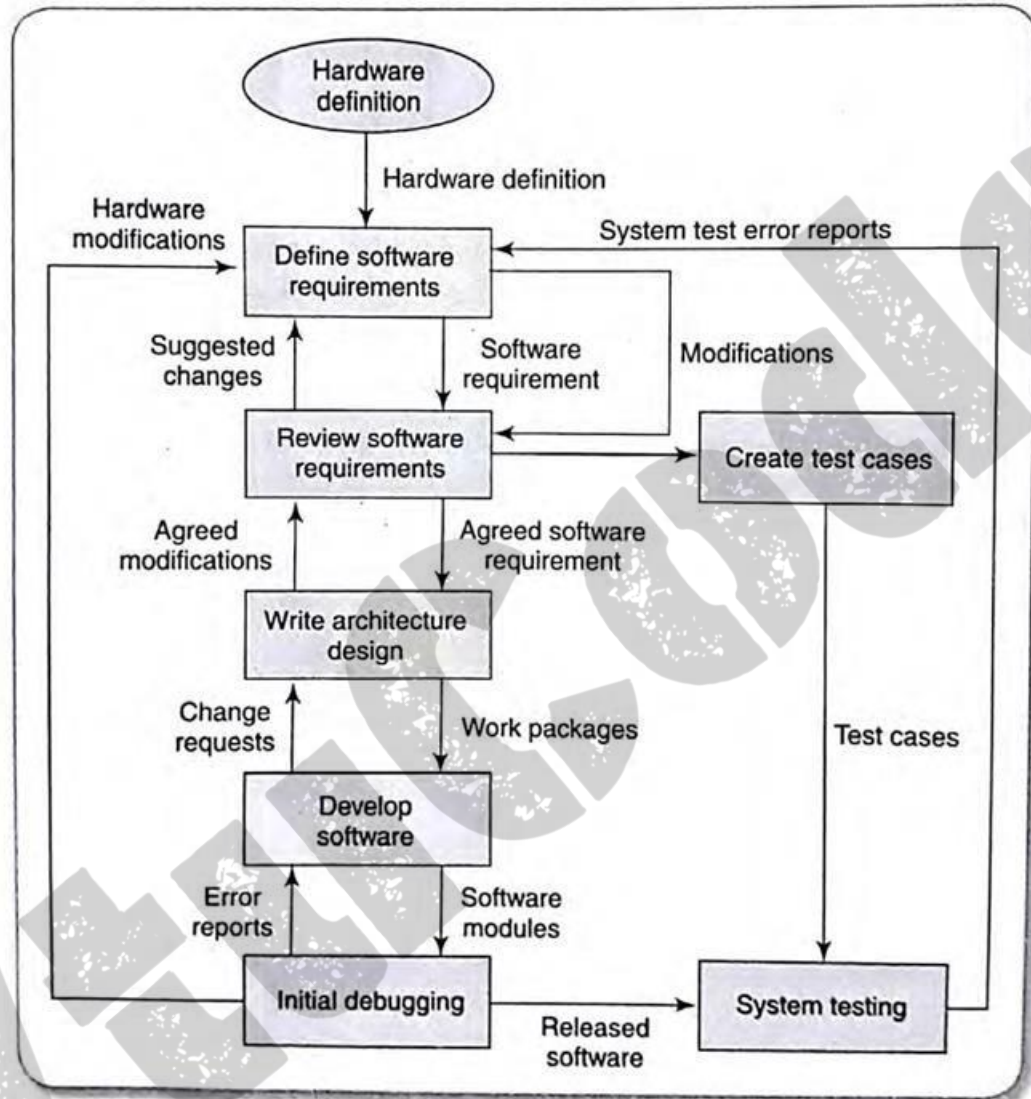 Hardware
definition
Hardware definition
Hardware
modifications
System test error reports
Define software
requirements
Suggested
changes
Software
requirement
Modifications
Review software
requirements
Create test cases
Agreed
modifications
Agreed software
requirement
Write architecture
design
Change
requests
Work packages
Test cases
Develop
software
Error
reports
Software
modules
Initial debugging
System testing
Released
software